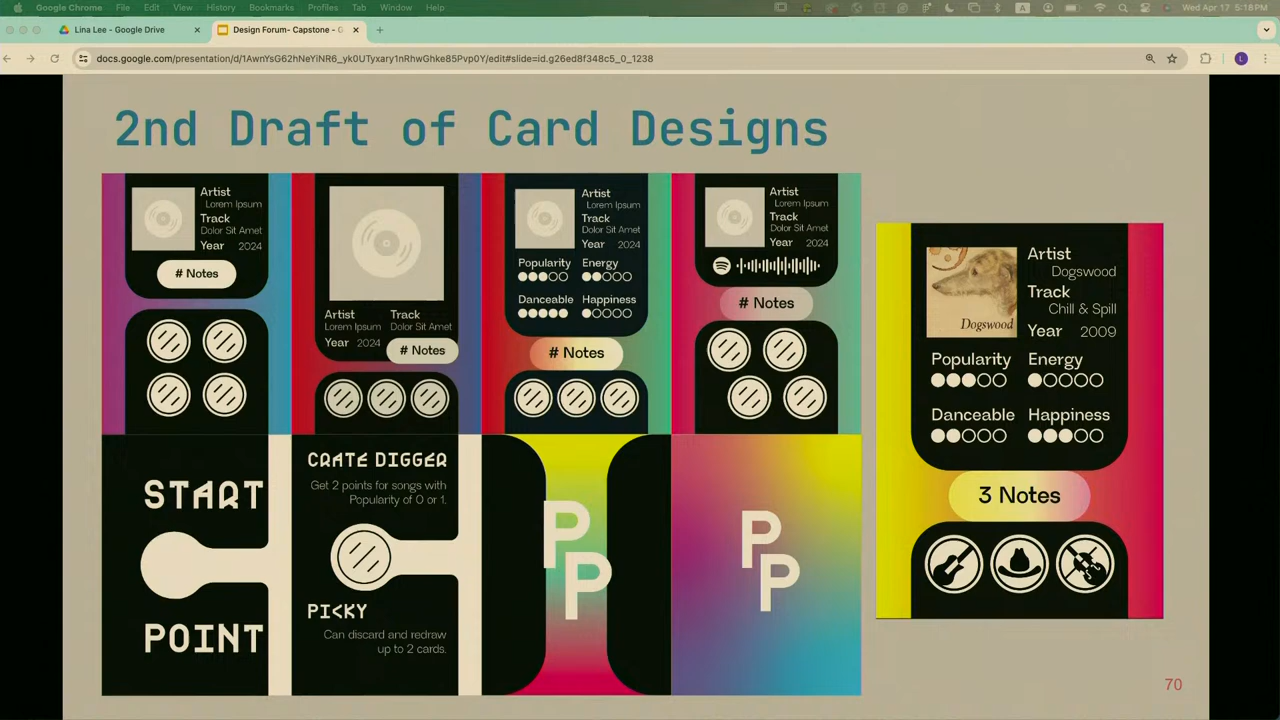 Google Chrome File Edit View History Bookmarks Profiles Tab Window Help
A
Wed Apr 17 5:18 PM
Lina Lee - Google Drive
Design Forum- Capstone - G
docs.google.com/presentation/d/1AwnYsG62hNeYiNR6_yk0UTyxary1nRhwGhke85Pvp0Y/edit#slide=id.g26ed8f348c5_0_1238
L
2nd Draft of Card Designs
Artist
Lorem Ipsum
Track
Dolor Sit Amet
Year 2024
# Notes
Artist
Lorem Ipsum
Track
Dolor Sit Amet
Year 2024
# Notes
Artist
Lorem Ipsum
Track
Dolor Sit Amet
Year 2024
Popularity Energy
Danceable Happiness
# Notes
Artist
Lorem Ipsum
Track
Dolor Sit Amet
Year 2024
# Notes
START
POINT
CRATE DIGGER
Get 2 points for songs with
Popularity of 0 or 1.
PICKY
Can discard and redraw
up to 2 cards.
P
P
P
P
Dogswood
Artist
Dogswood
Track
Chill & Spill
Year 2009
Popularity Energy
Danceable Happiness
3 Notes
70